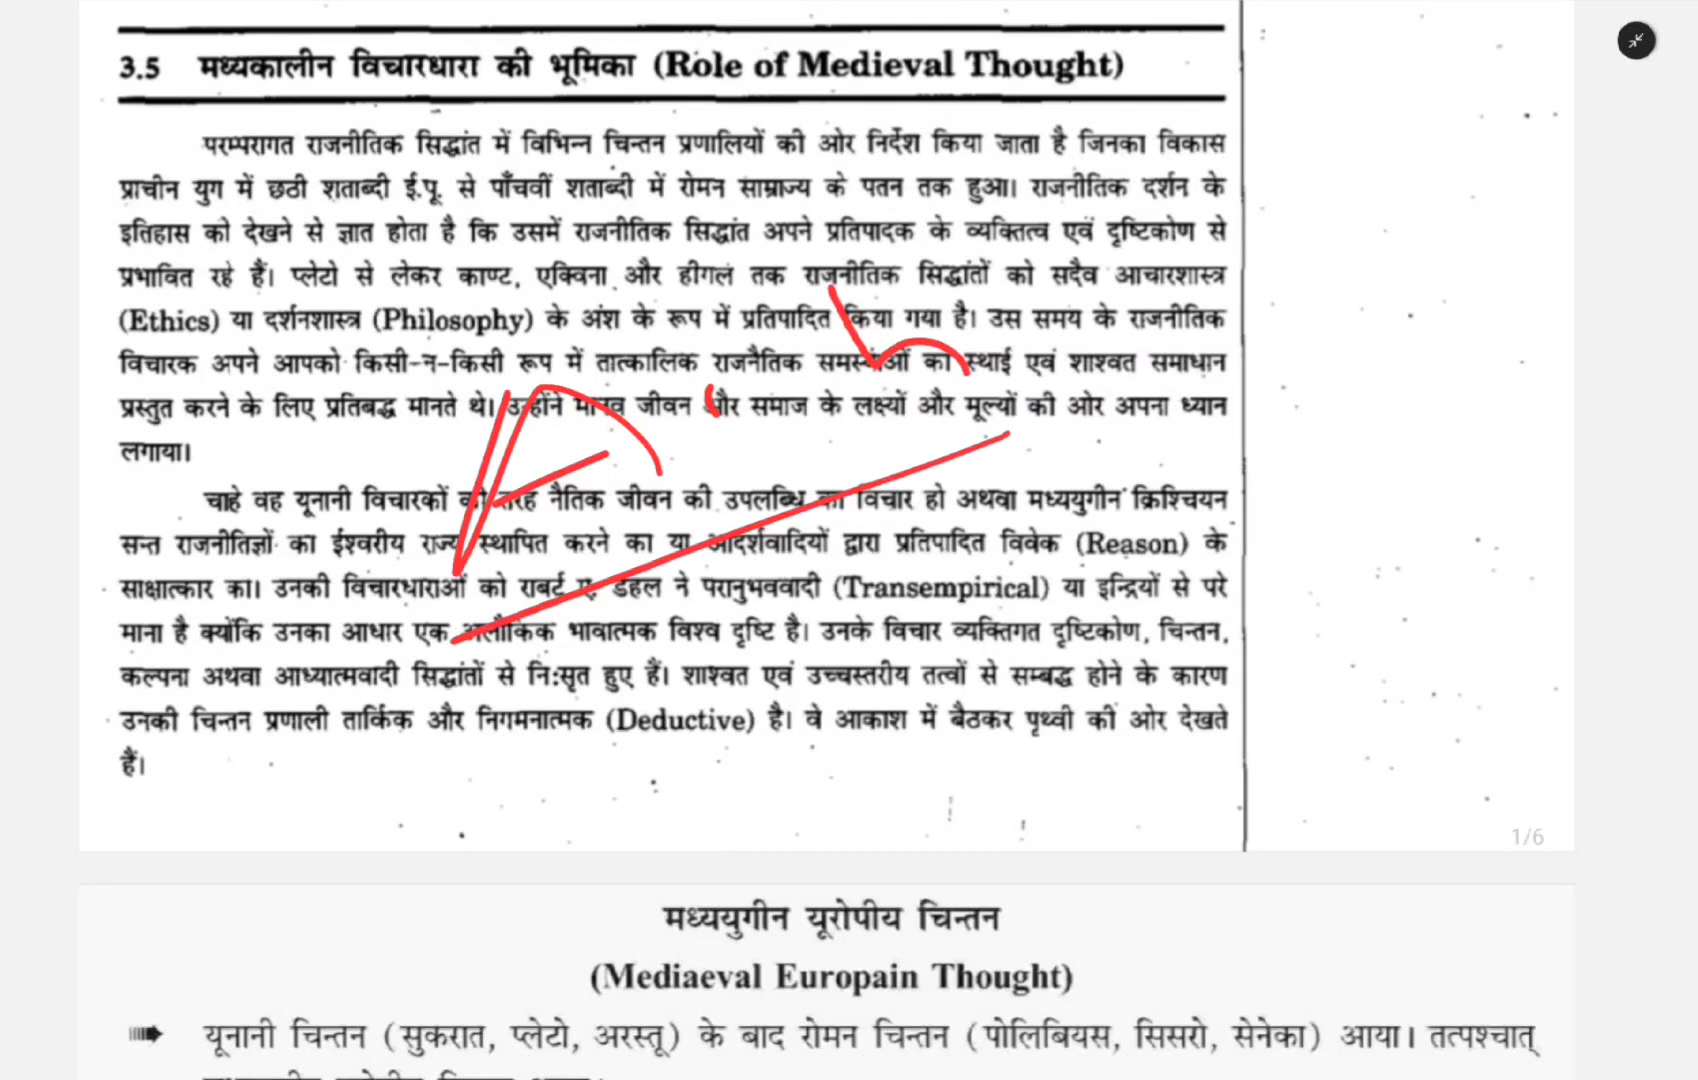 3.5 मध्यकालीन विचारधारा की भूमिका (Role of Medieval Thought)
परम्परागत राजनीतिक सिद्धांत में विभिन्न चिन्तन प्रणालियों की ओर निर्देश किया जाता है जिनका विकास
प्राचीन युग में छठी शताब्दी ई.पू. से पाँचवीं शताब्दी में रोमन साम्राज्य के पतन तक हुआ। राजनीतिक दर्शन के
इतिहास को देखने से ज्ञात होता है कि उसमें राजनीतिक सिद्धांत अपने प्रतिपादक के व्यक्तित्व एवं दृष्टिकोण से
प्रभावित रहे हैं। प्लेटो से लेकर काण्ट, एक्विना और हीगल तक राजनीतिक सिद्धांतों को सदैव आचारशास्त्र
(Ethics) या दर्शनशास्त्र (Philosophy) के अंश के रूप में प्रतिपादित किया गया है। उस समय के राजनीतिक
विचारक अपने आपको किसी-न-किसी रूप में तात्कालिक राजनैतिक समस्याओं का स्थाई एवं शाश्वत समाधान
प्रस्तुत करने के लिए प्रतिबद्ध मानते थे। उन्होंने मानव जीवन और समाज के लक्ष्यों और मूल्यों की ओर अपना ध्यान
लगाया।
चाहे वह यूनानी विचारकों की तरह नैतिक जीवन की उपलब्धि का विचार हो अथवा मध्ययुगीन क्रिश्चियन
सन्त राजनीतिज्ञों का ईश्वरीय राज्य स्थापित करने का या आदर्शवादियों द्वारा प्रतिपादित विवेक (Reason) के
साक्षात्कार का। उनकी विचारधाराओं को राबर्ट ए. डहल ने परानुभववादी (Transempirical) या इन्द्रियों से परे
माना है क्योंकि उनका आधार एक अलौकिक भावात्मक विश्व दृष्टि है। उनके विचार व्यक्तिगत दृष्टिकोण, चिन्तन,
कल्पना अथवा आध्यात्मवादी सिद्धांतों से नि:सृत हुए हैं। शाश्वत एवं उच्चस्तरीय तत्वों से सम्बद्ध होने के कारण
उनकी चिन्तन प्रणाली तार्किक और निगमनात्मक (Deductive) है। वे आकाश में बैठकर पृथ्वी की ओर देखते
हैं।
1/6
मध्ययुगीन यूरोपीय चिन्तन
(Mediaeval Europain Thought)
यूनानी चिन्तन (सुकरात, प्लेटो, अरस्तू) के बाद रोमन चिन्तन (पोलिबियस, सिसरो, सेनेका) आया। तत्पश्चात्